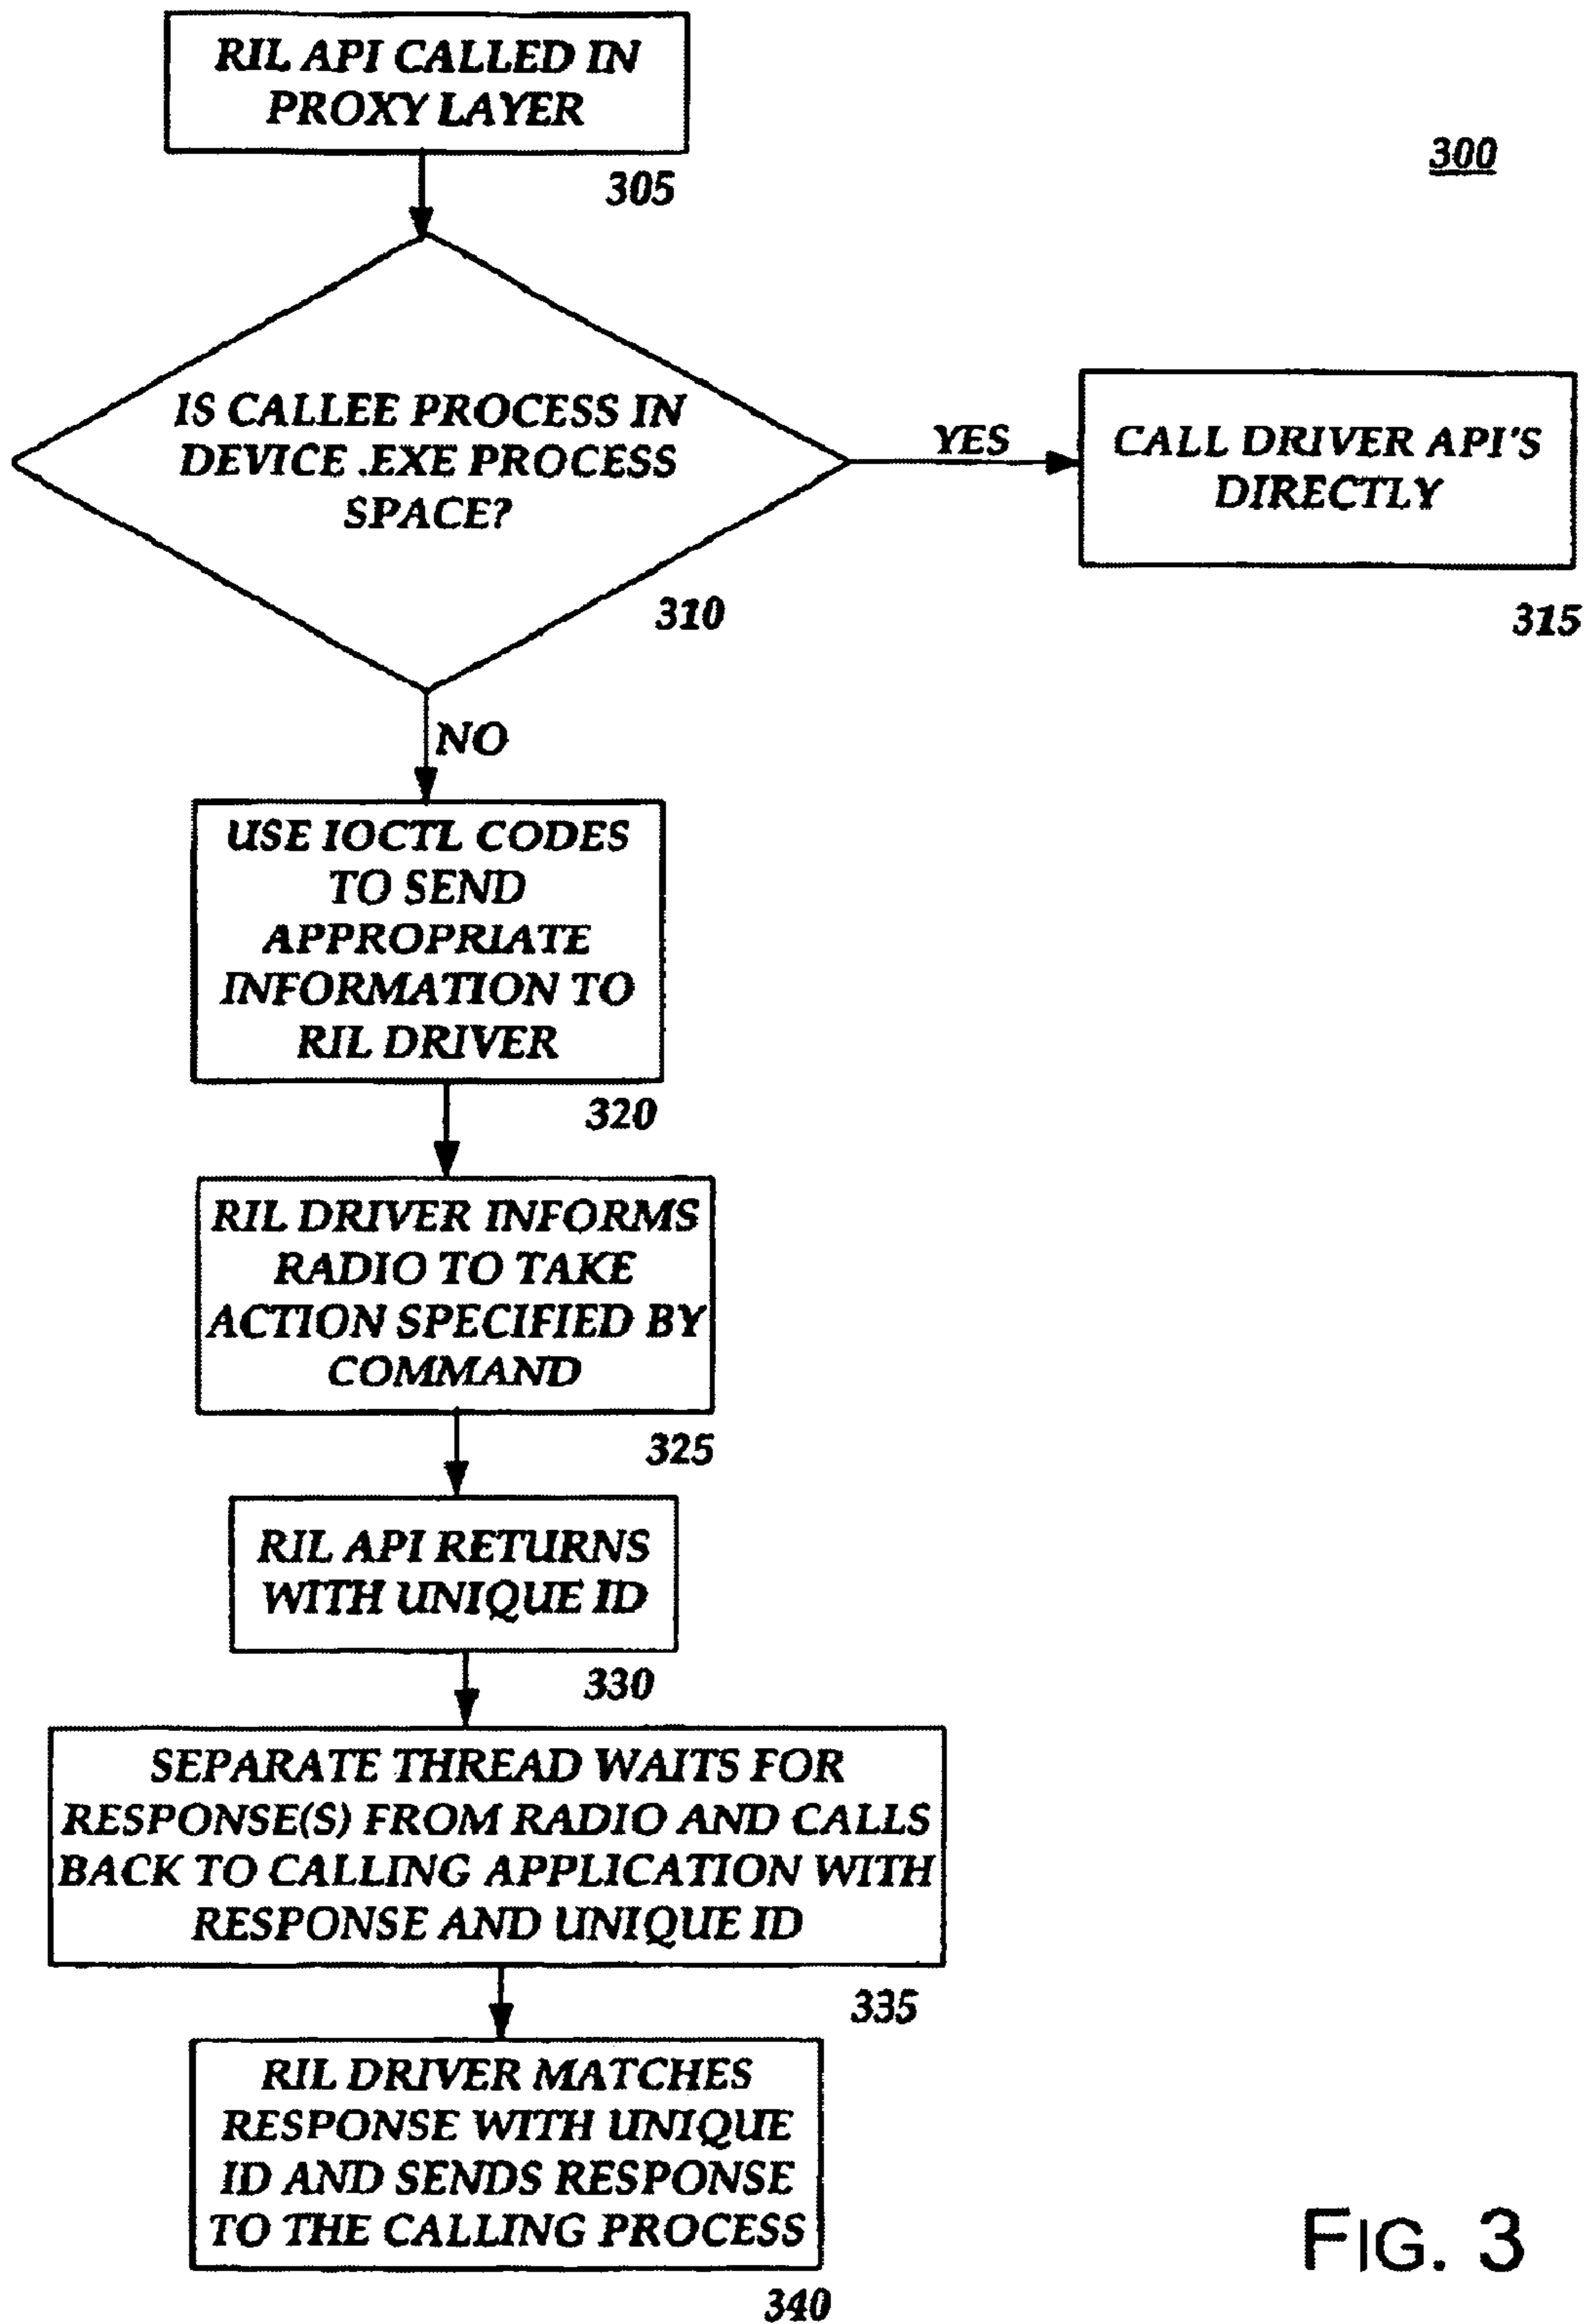 RIL API CALLED IN
PROXY LAYER
305
300
IS CALLEE PROCESS IN
DEVICE .EXE PROCESS
SPACE?
310
YES
CALL DRIVER API'S
DIRECTLY
315
NO
USE IOCTL CODES
TO SEND
APPROPRIATE
INFORMATION TO
RIL DRIVER
320
RIL DRIVER INFORMS
RADIO TO TAKE
ACTION SPECIFIED BY
COMMAND
325
RIL API RETURNS
WITH UNIQUE ID
330
SEPARATE THREAD WAITS FOR
RESPONSE(S) FROM RADIO AND CALLS
BACK TO CALLING APPLICATION WITH
RESPONSE AND UNIQUE ID
335
RIL DRIVER MATCHES
RESPONSE WITH UNIQUE
ID AND SENDS RESPONSE
TO THE CALLING PROCESS
340
FIG. 3